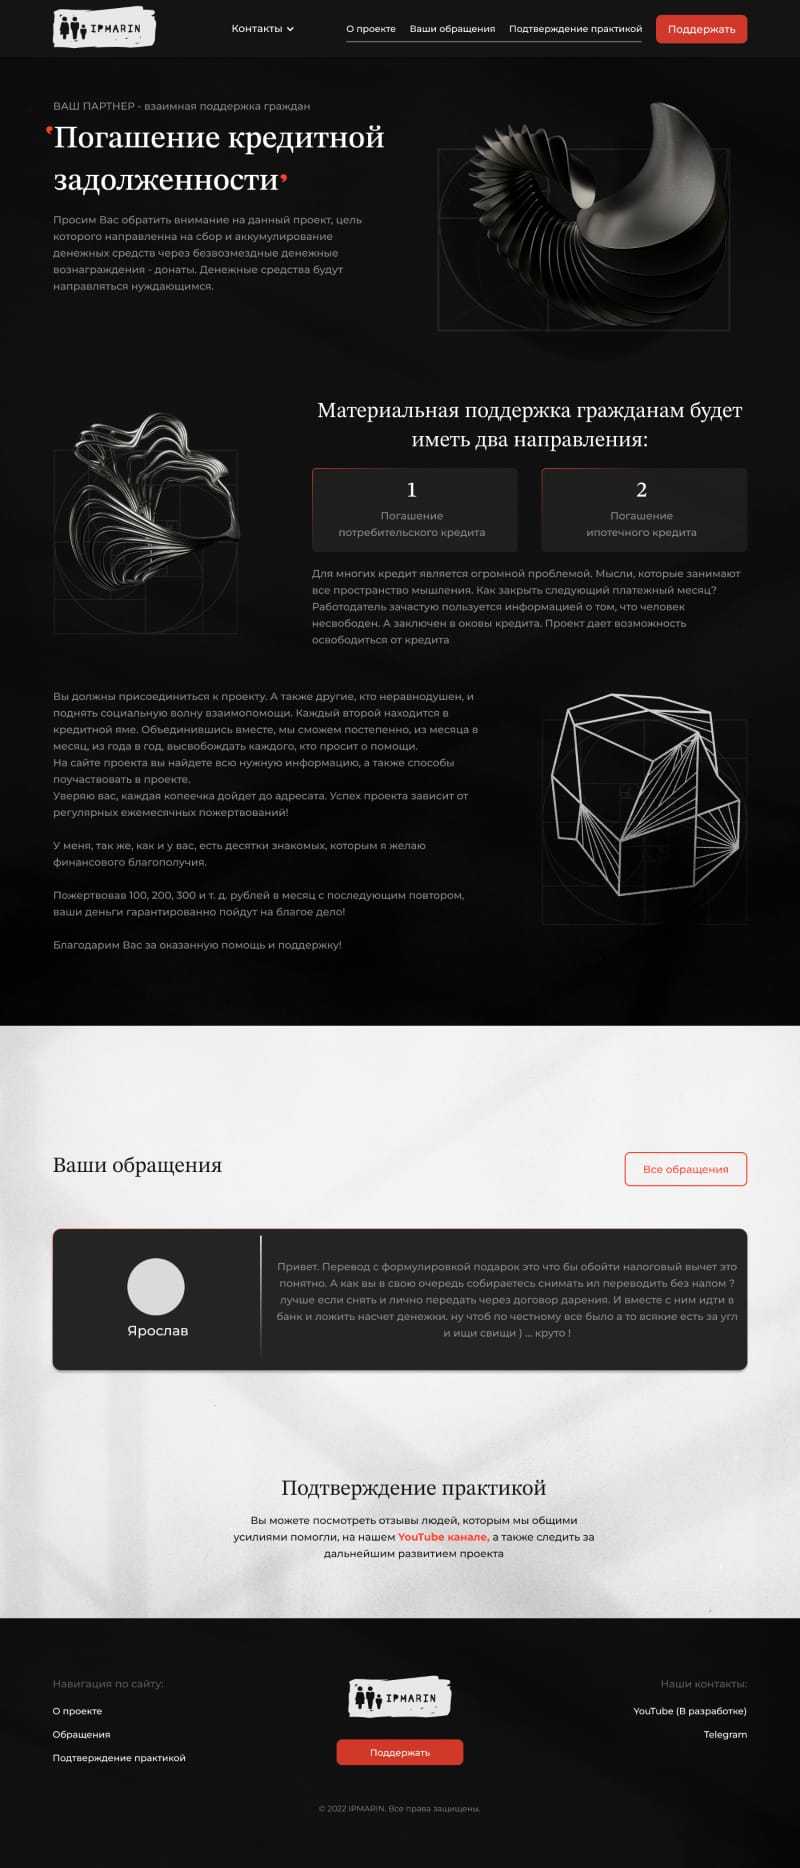 IPMARIN
Контакты
О проекте
Ваши обращения
Подтверждение практикой
Поддержать
ВАШ ПАРТНЕР - взаимная поддержка граждан
Погашение кредитной
задолженности
Просим Вас обратить внимание на данный проект, цель
которого направленна на сбор и аккумулирование
денежных средств через безвозмездные денежные
вознаграждения - донаты. Денежные средства будут
направляться нуждающимся.
Материальная поддержка гражданам будет
иметь два направления:
1
Погашение
потребительского кредита
2
Погашение
ипотечного кредита
Для многих кредит является огромной проблемой. Мысли, которые занимают
все пространство мышления. Как закрыть следующий платежный месяц?
Работодатель зачастую пользуется информацией о том, что человек
несвободен. А заключен в оковы кредита. Проект дает возможность
освободиться от кредита
Вы должны присоединиться к проекту. А также другие, кто неравнодушен, и
поднять социальную волну взаимопомощи. Каждый второй находится в
кредитной яме. Объединившись вместе, мы сможем постепенно, из месяца в
месяц, из года в год, высвобождать каждого, кто просит о помощи.
На сайте проекта вы найдете всю нужную информацию, а также способы
поучаствовать в проекте.
Уверяю вас, каждая копеечка дойдет до адресата. Успех проекта зависит от
регулярных ежемесячных пожертвований!
У меня, так же, как и у вас, есть десятки знакомых, которым я желаю
финансового благополучия.
Пожертвовав 100, 200, 300 и т. д. рублей в месяц с последующим повтором,
ваши деньги гарантированно пойдут на благое дело!
Благодарим Вас за оказанную помощь и поддержку!
Ваши обращения
Все обращения
Ярослав
Привет. Перевод с формулировкой подарок это что бы обойти налоговый вычет это
понятно. А как вы в свою очередь собираетесь снимать ил переводить без налом ?
лучше если снять и лично передать через договор дарения. И вместе с ним идти в
банк и ложить насчет денежки. ну чтоб по честному все было а то всякие есть за угл
и ищи свищи ) ... круто !
Подтверждение практикой
Вы можете посмотреть отзывы людей, которым мы общими
усилиями помогли, на нашем YouTube канале, а также следить за
дальнейшим развитием проекта
Навигация по сайту:
О проекте
Обращения
Подтверждение практикой
IPMARIN
Поддержать
Наши контакты:
YouTube (В разработке)
Telegram
© 2022 IPMARIN. Все права защищены.